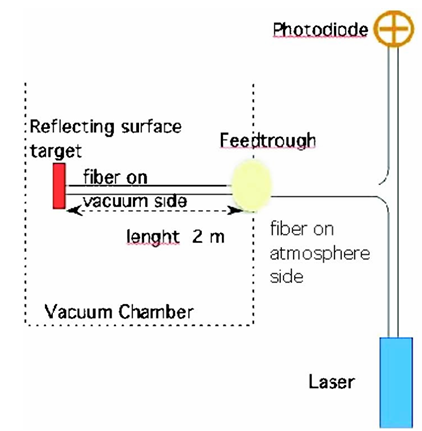 Photodiode
Reflecting surface
target
Feedtrough
fiber on
vacuum side
lenght 2 m
fiber on
atmosphere
side
Vacuum Chamber
Laser